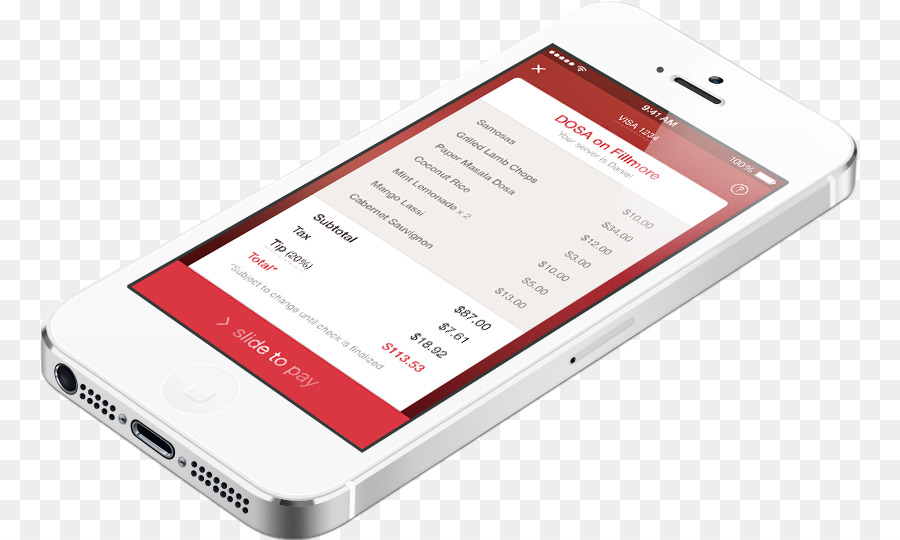 9:41 AM
100%
VISA 1234
?
DOSA on Fillmore
Your server is Daniel
Samosas $10.00
Grilled Lamb Chops $34.00
Paper Masala Dosa $12.00
Coconut Rice $3.00
Mint Lemonade x 2 $10.00
Mango Lassi $5.00
Cabernet Sauvignon $13.00
Subtotal $87.00
Tax $7.61
Tip (20%) $18.92
Total* $113.53
*Subject to change until check is finalized
> slide to pay